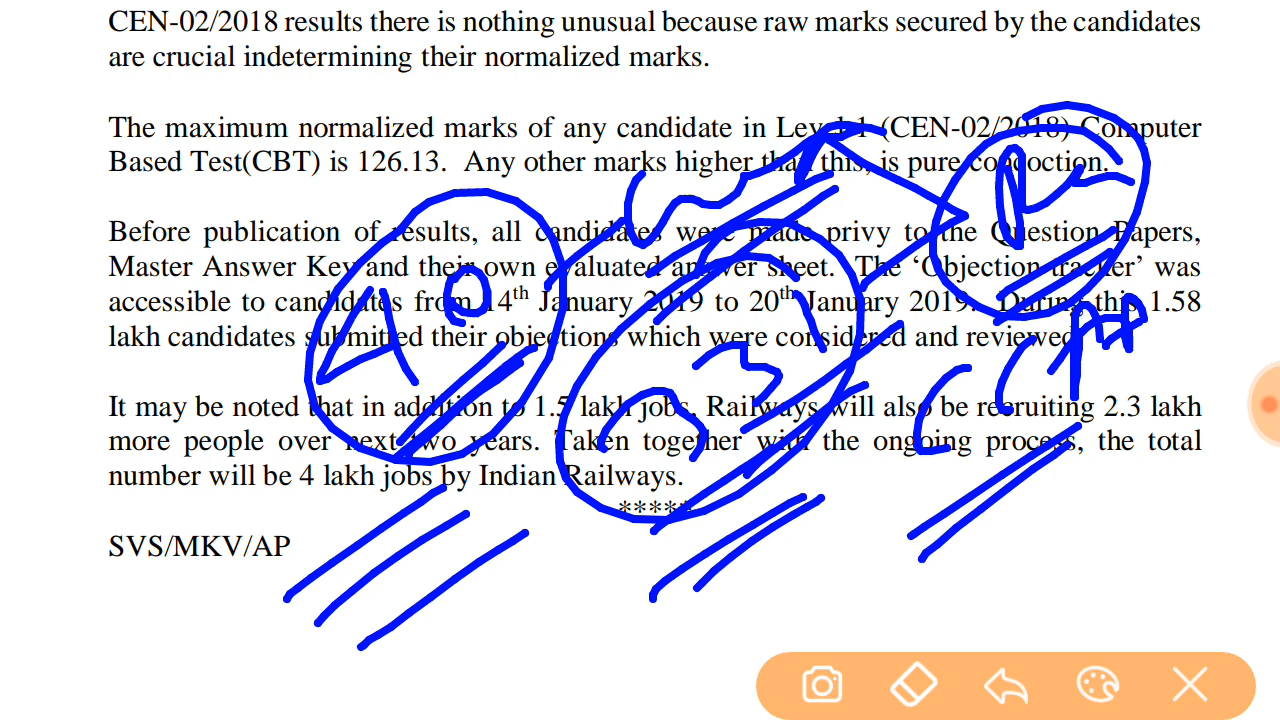 CEN-02/2018 results there is nothing unusual because raw marks secured by the candidates
are crucial indetermining their normalized marks.
The maximum normalized marks of any candidate in Level-1 (CEN-02/2018) Computer
Based Test(CBT) is 126.13. Any other marks higher than this, is pure concoction.
Before publication of results, all candidates were made privy to the Question Papers,
Master Answer Key and their own evaluated answer sheet. The ‘Objection tracker’ was
accessible to candidates from 14th January 2019 to 20th January 2019. During this 1.58
lakh candidates submitted their objections which were considered and reviewed.
It may be noted that in addition to 1.5 lakh jobs, Railways will also be recruiting 2.3 lakh
more people over next two years. Taken together with the ongoing process, the total
number will be 4 lakh jobs by Indian Railways.
*****
SVS/MKV/AP